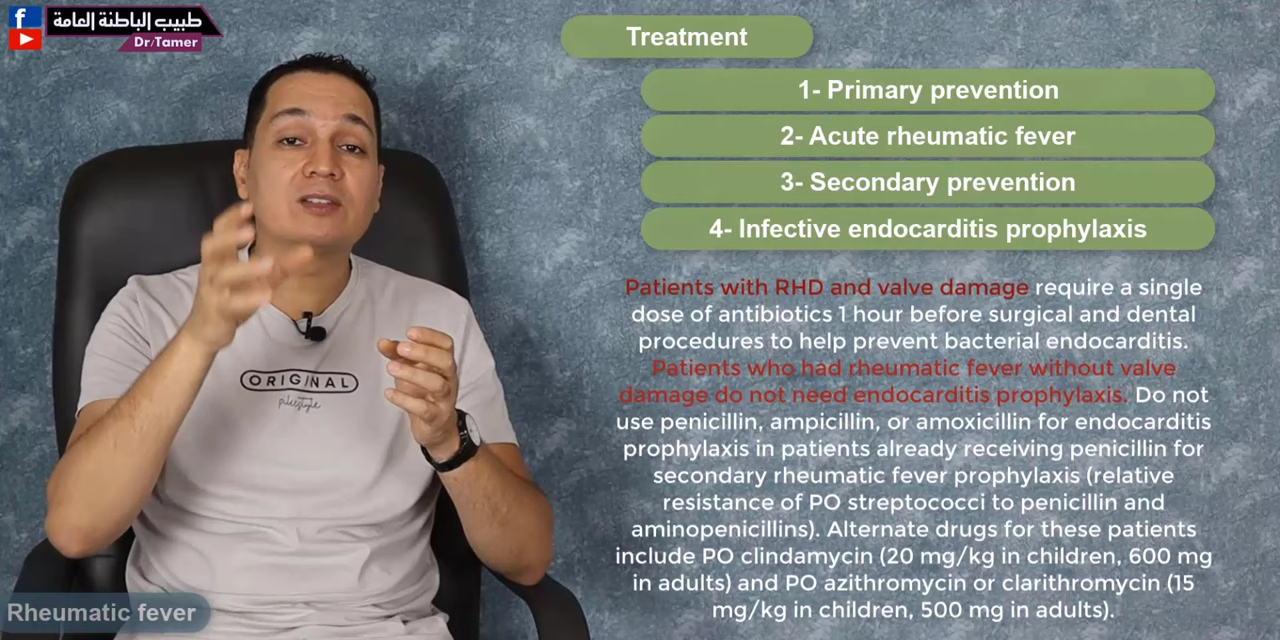 طبيب الباطنة العامة
Dr/Tamer
Treatment
1- Primary prevention
2- Acute rheumatic fever
3- Secondary prevention
4- Infective endocarditis prophylaxis
Patients with RHD and valve damage require a single
dose of antibiotics 1 hour before surgical and dental
procedures to help prevent bacterial endocarditis.
Patients who had rheumatic fever without valve
damage do not need endocarditis prophylaxis. Do not
use penicillin, ampicillin, or amoxicillin for endocarditis
prophylaxis in patients already receiving penicillin for
secondary rheumatic fever prophylaxis (relative
resistance of PO streptococci to penicillin and
aminopenicillins). Alternate drugs for these patients
include PO clindamycin (20 mg/kg in children, 600 mg
in adults) and PO azithromycin or clarithromycin (15
mg/kg in children, 500 mg in adults).
ORIGINAL
Rheumatic fever